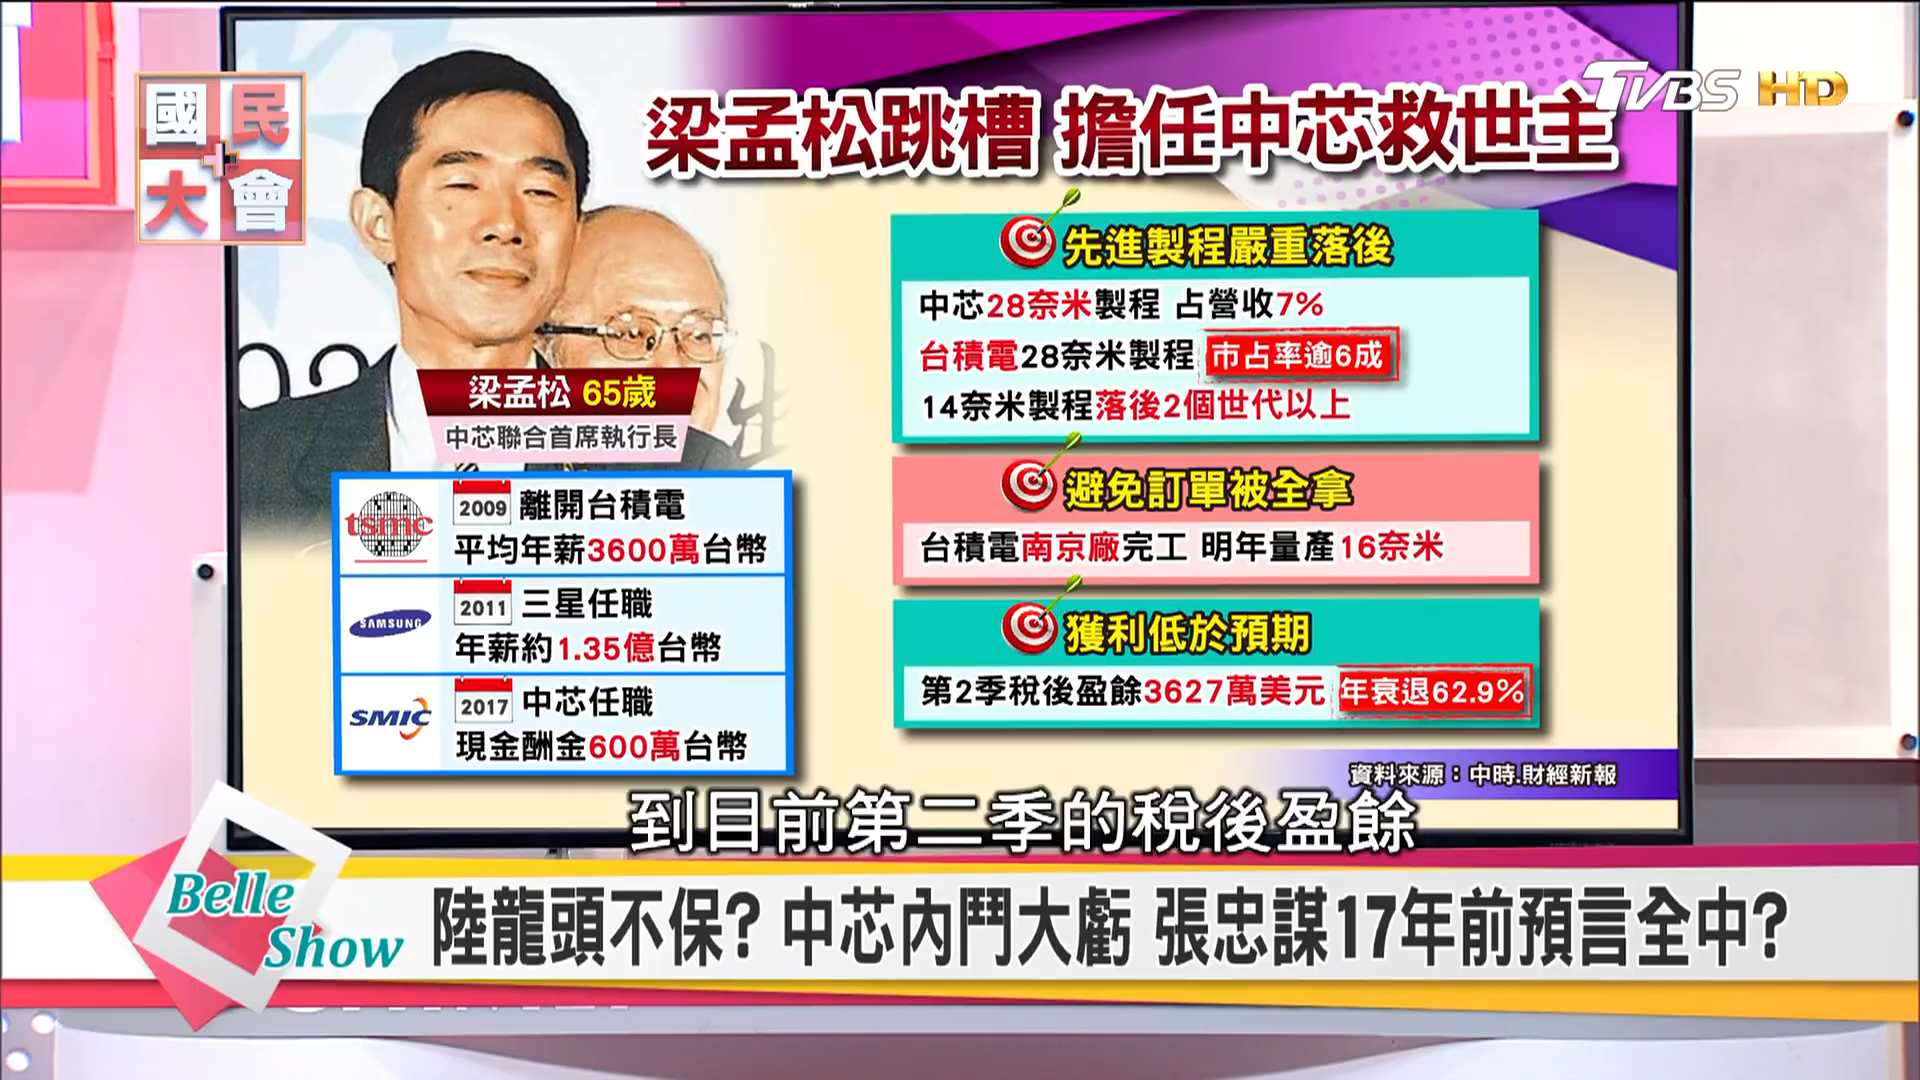 國民
大會
TVBS HD
梁孟松跳槽 擔任中芯救世主
梁孟松 65歲
中芯聯合首席執行長
tsmc
2009 離開台積電
平均年薪3600萬台幣
SAMSUNG
2011 三星任職
年薪約1.35億台幣
SMIC
2017 中芯任職
現金酬金600萬台幣
先進製程嚴重落後
中芯28奈米製程 占營收7%
台積電28奈米製程 市占率逾6成
14奈米製程落後2個世代以上
避免訂單被全拿
台積電南京廠完工 明年量產16奈米
獲利低於預期
第2季稅後盈餘3627萬美元 年衰退62.9%
資料來源：中時.財經新報
到目前第二季的稅後盈餘
Belle
Show
陸龍頭不保? 中芯內鬥大虧 張忠謀17年前預言全中?